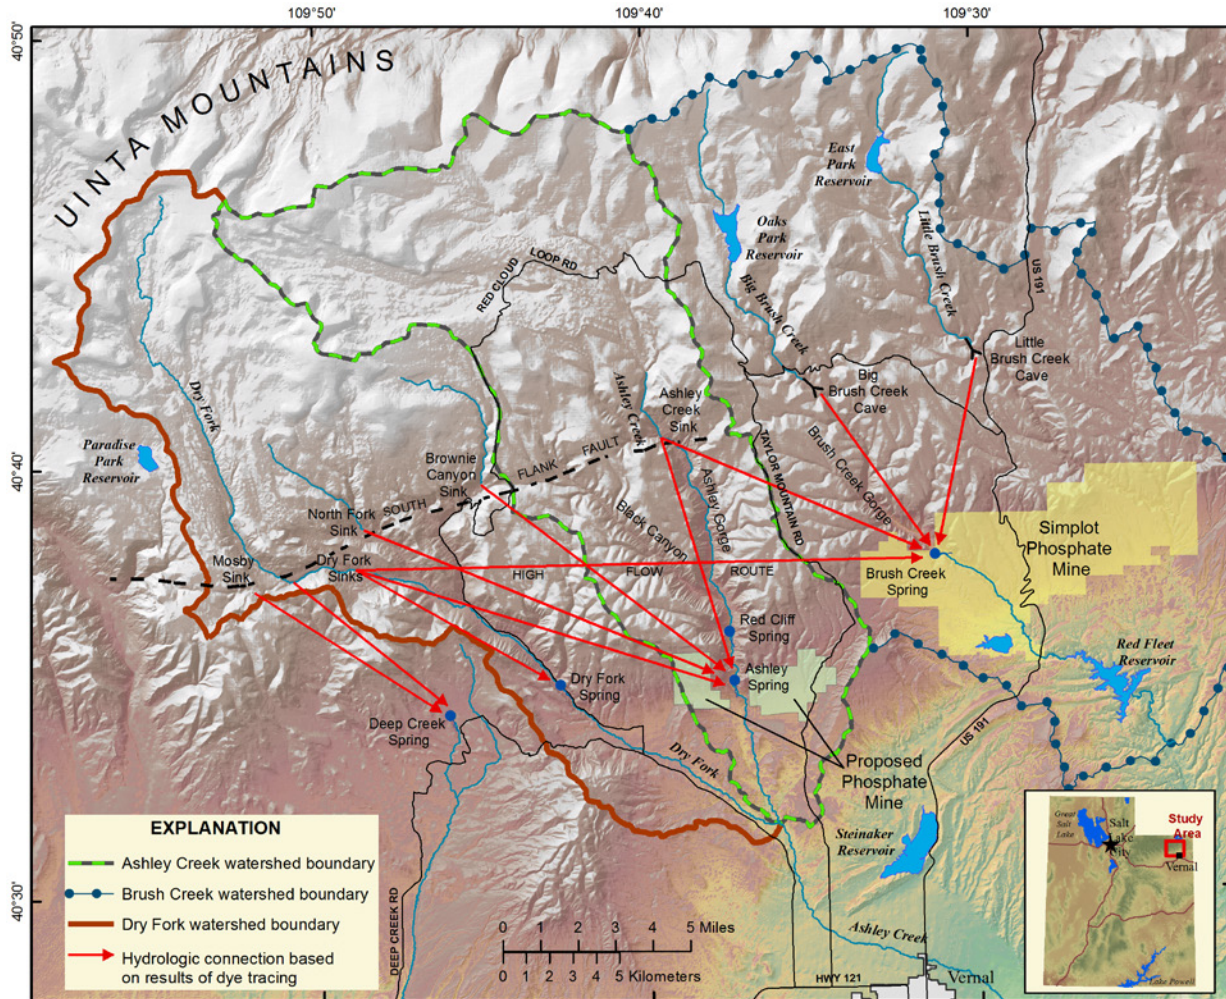 109°50'
109°40'
109°30'
40°50'
40°40'
40°30'
UINTA MOUNTAINS
East
Park
Reservoir
Oaks
Park
Reservoir
Little Brush Creek
US 191
RED CLOUD
LOOP RD
Big Brush Creek
Little
Brush Creek
Cave
Big
Brush Creek
Cave
Dry Fork
Ashley Creek
Ashley
Creek
Sink
Paradise
Park
Reservoir
Brownie
Canyon
Sink
SOUTH FLANK FAULT
TAYLOR MOUNTAIN RD
Brush Creek Gorge
Black Canyon
Ashley Gorge
North Fork
Sink
Simplot
Phosphate
Mine
Mosby
Sink
Dry Fork
Sinks
HIGH FLOW ROUTE
Brush Creek
Spring
Red Cliff
Spring
Red Fleet
Reservoir
Ashley
Spring
Dry Fork
Spring
Deep Creek
Spring
US 191
Dry Fork
Proposed
Phosphate
Mine
Steinaker
Reservoir
DEEP CREEK RD
Ashley Creek
HWY 121
Vernal
EXPLANATION
Ashley Creek watershed boundary
Brush Creek watershed boundary
Dry Fork watershed boundary
Hydrologic connection based
on results of dye tracing
0 1 2 3 4 5 Miles
0 1 2 3 4 5 Kilometers
Great
Salt
Lake
Salt
Lake
City
Study
Area
Vernal
Lake Powell